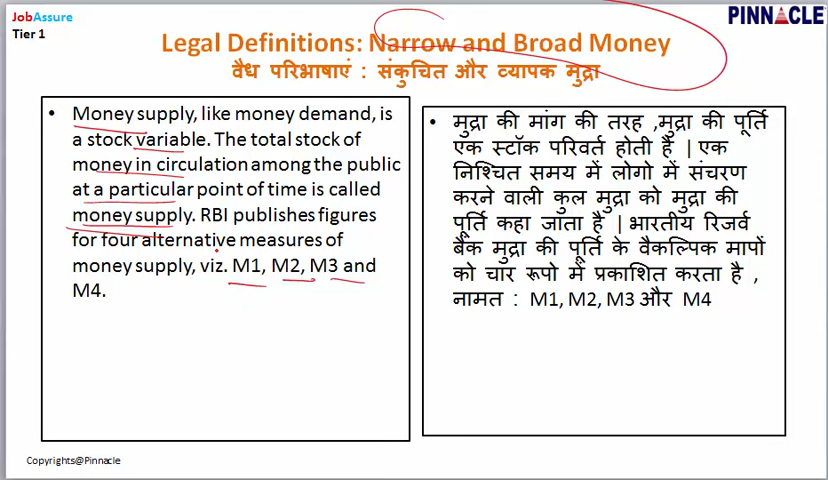 JobAssure
Tier 1
PINNACLE
Legal Definitions: Narrow and Broad Money
वैध परिभाषाएं : संकुचित और व्यापक मुद्रा
• Money supply, like money demand, is
a stock variable. The total stock of
money in circulation among the public
at a particular point of time is called
money supply. RBI publishes figures
for four alternative measures of
money supply, viz. M1, M2, M3 and
M4.
• मुद्रा की मांग की तरह ,मुद्रा की पूर्ति
एक स्टॉक परिवर्त होती है | एक
निश्चित समय में लोगो में संचरण
करने वाली कुल मुद्रा को मुद्रा की
पूर्ति कहा जाता है | भारतीय रिजर्व
बैंक मुद्रा की पूर्ति के वैकल्पिक मापों
को चार रूपो में प्रकाशित करता है ,
नामत : M1, M2, M3 और M4
Copyrights@Pinnacle